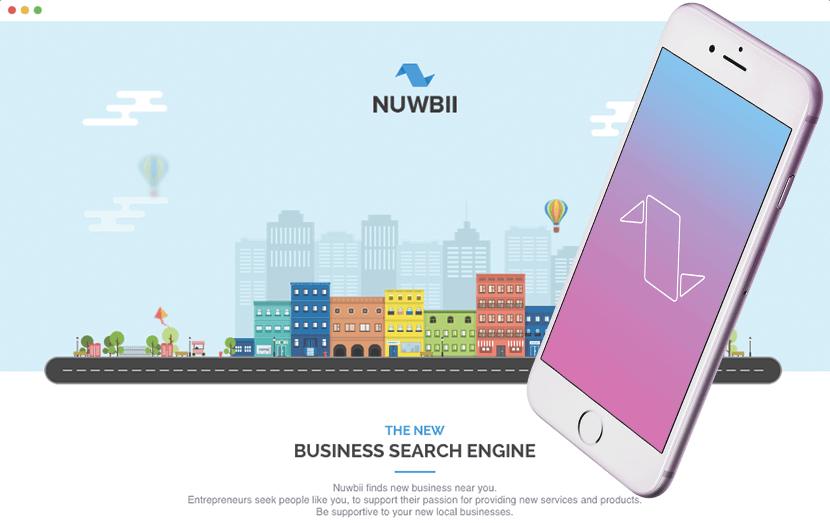 NUWBII
THE NEW
BUSINESS SEARCH ENGINE
Nuwbii finds new business near you.
Entrepreneurs seek people like you, to support their passion for providing new services and products.
Be supportive to your new local businesses.